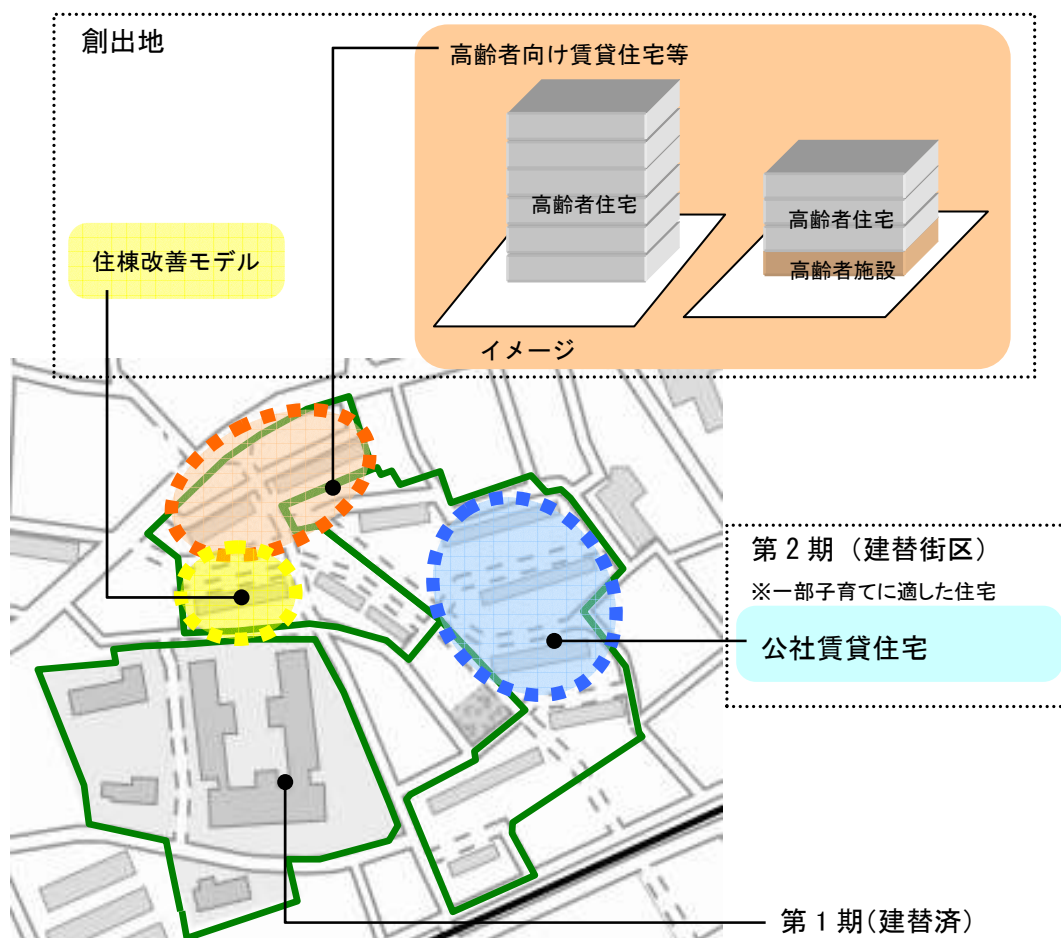 創出地
高齢者向け賃貸住宅等
高齢者住宅
高齢者住宅
高齢者施設
住棟改善モデル
イメージ
第2期（建替街区）
※一部子育てに適した住宅
公社賃貸住宅
第1期(建替済)